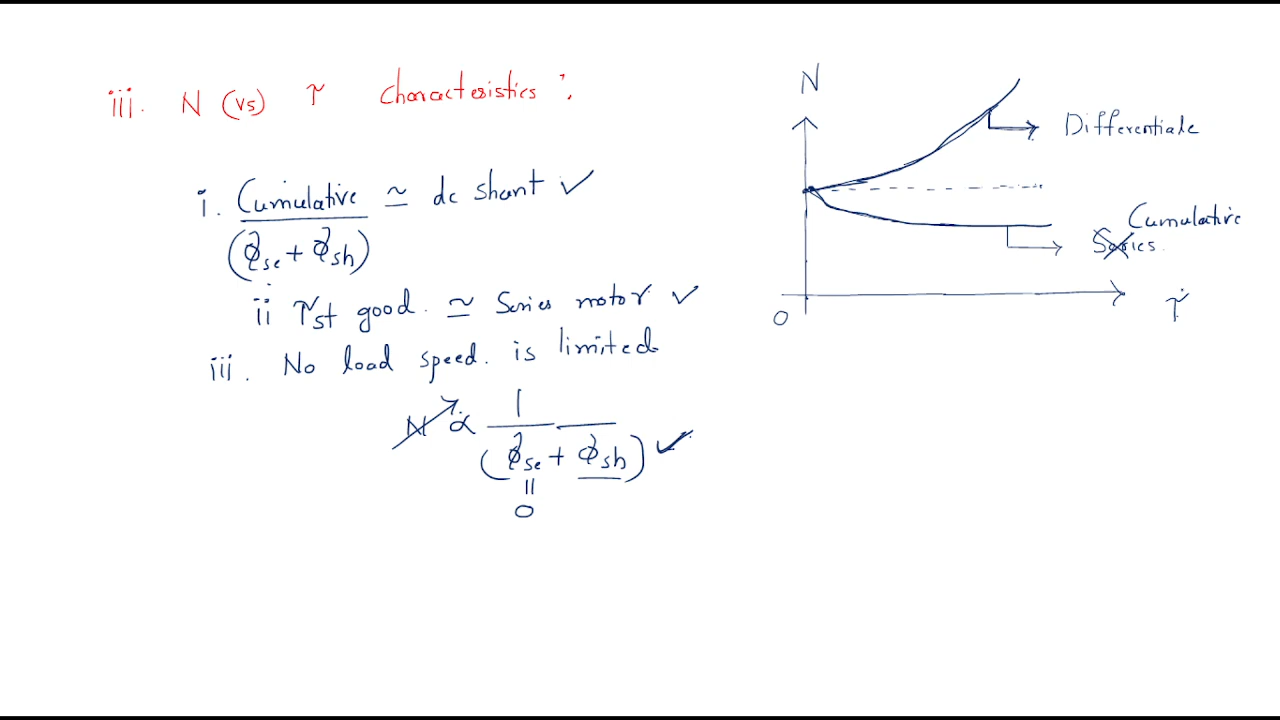 iii. N (vs) τ characteristics :
i. Cumulative ≃ dc shunt ✓
(φse + φsh)
ii τst good. ≃ Series motor ✓
iii. No load speed. is limited
N ∝ 1 / (φse + φsh) ✓
||
0
N
Differentiale
Cumulative
Series.
0
τ